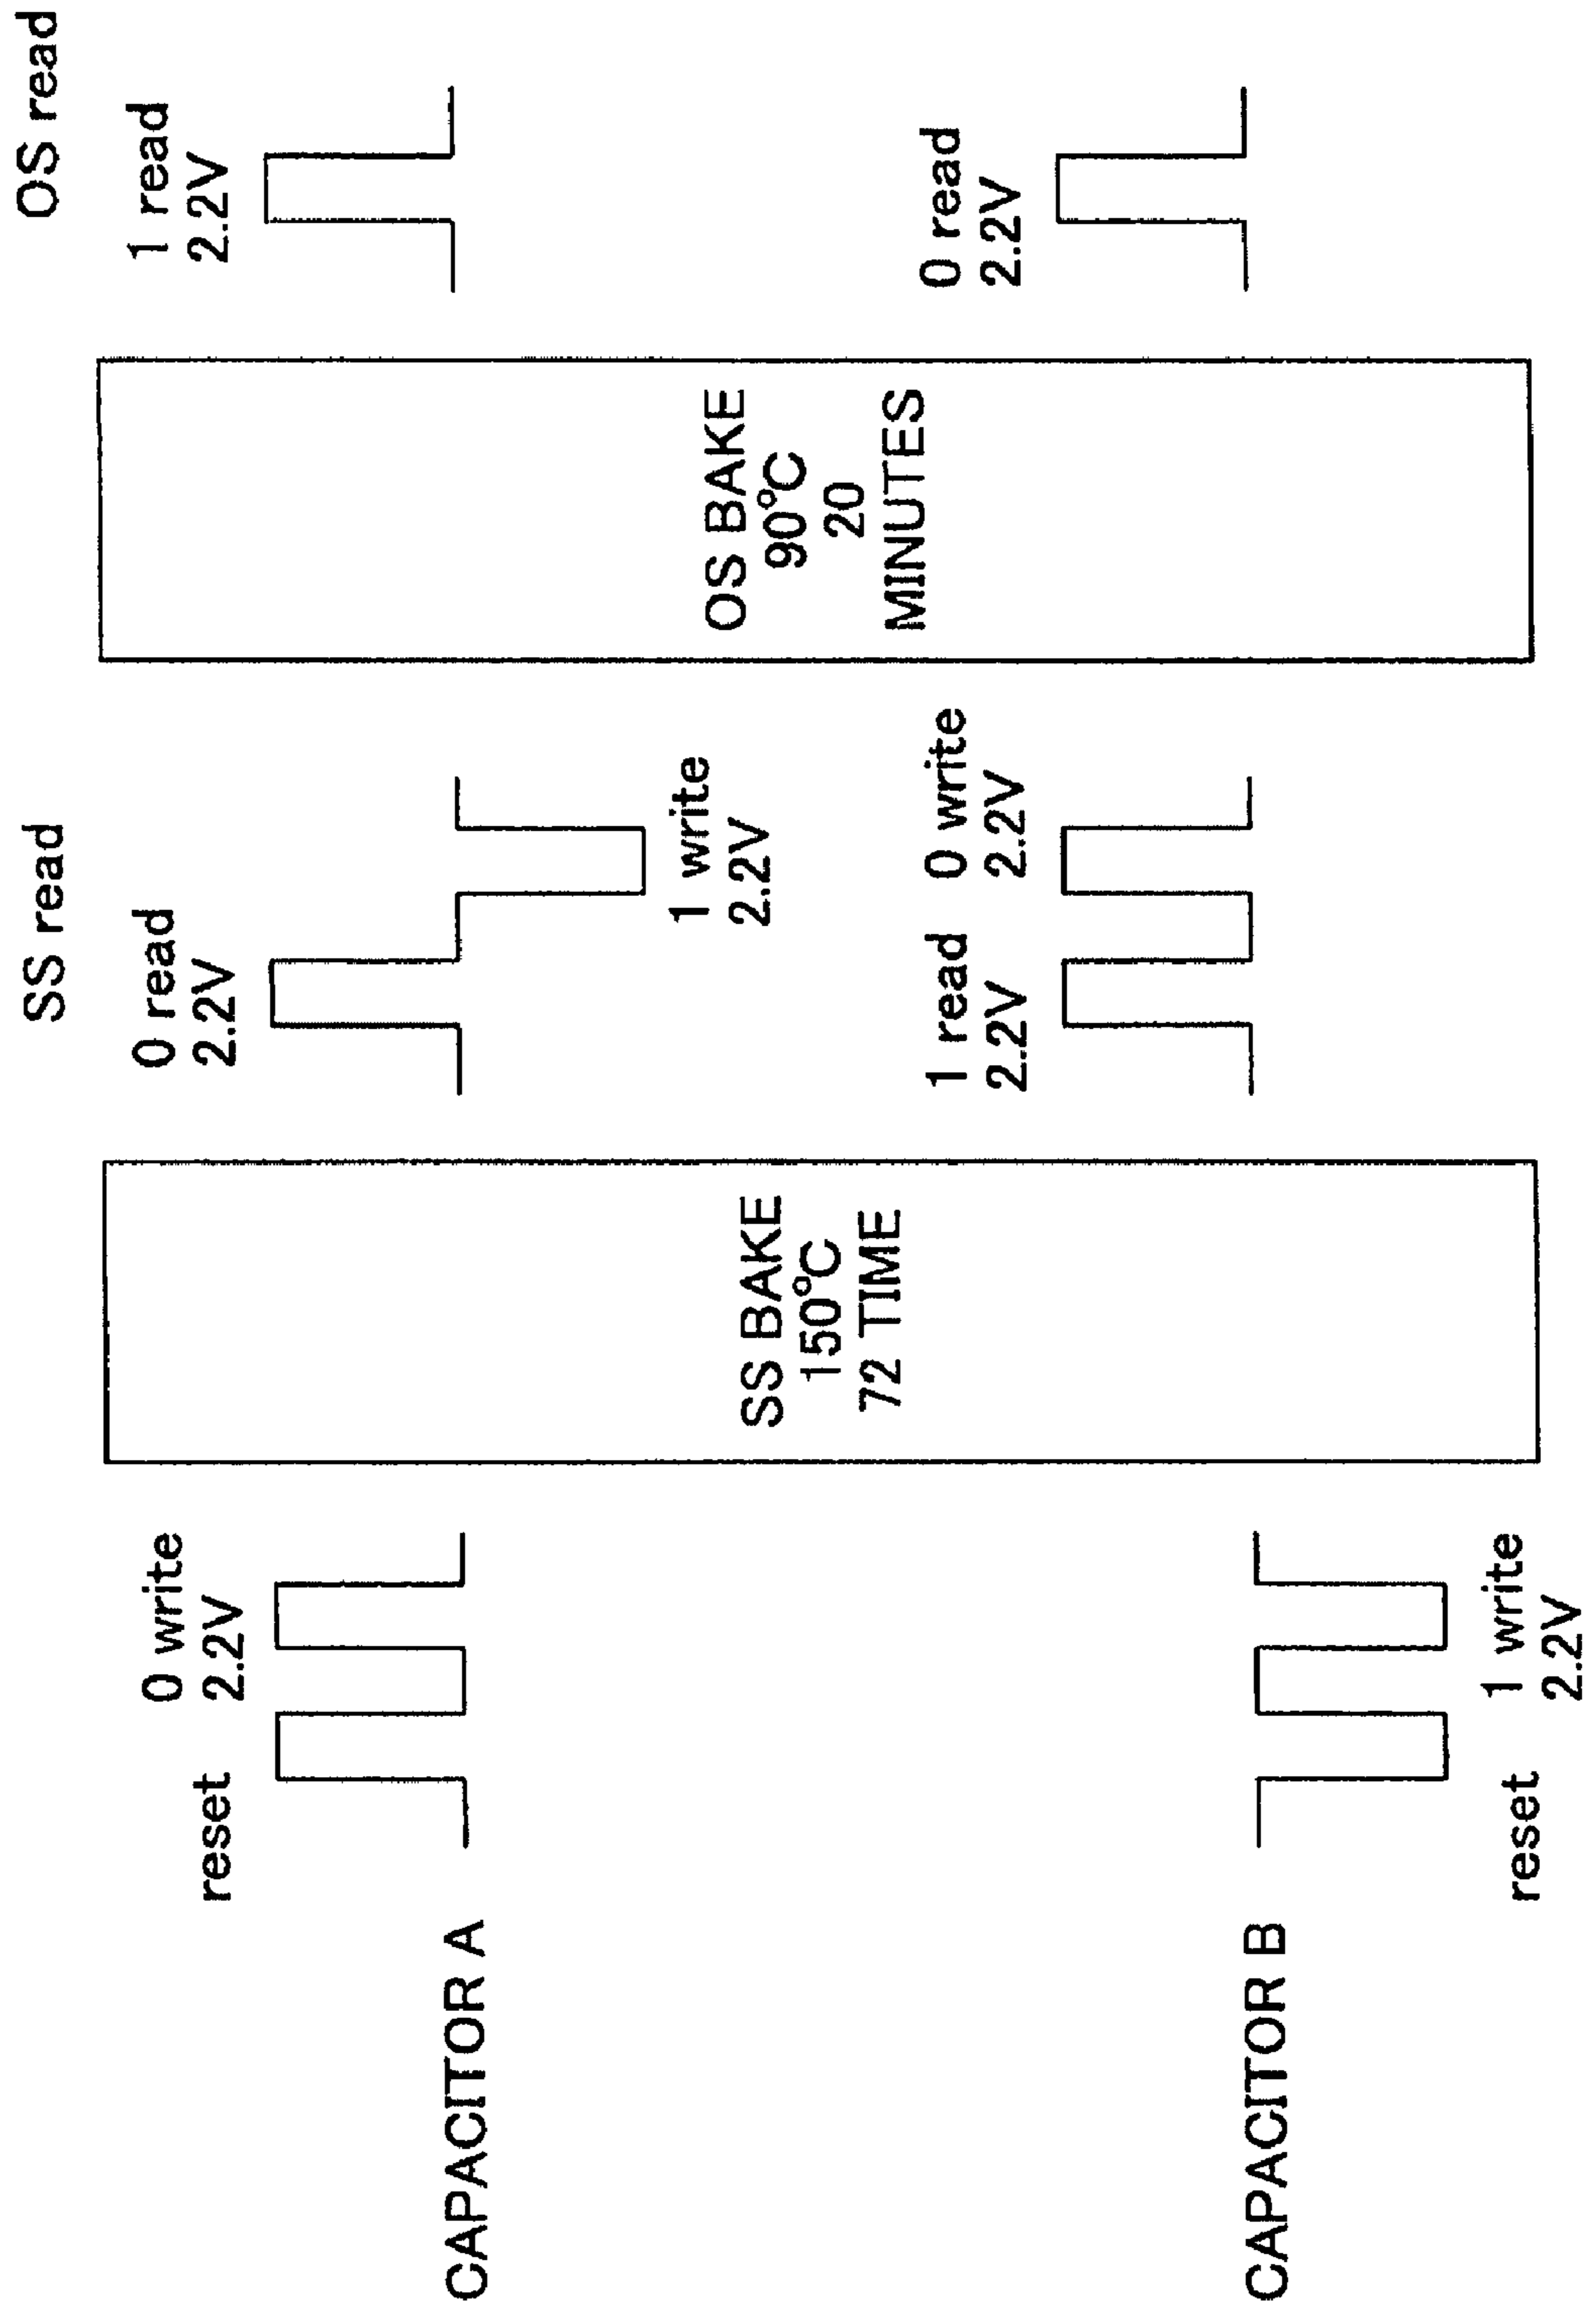 SS read
OS read
CAPACITOR A
reset
0 write
2.2V
SS BAKE
150°C
72 TIME
0 read
2.2V
1 write
2.2V
OS BAKE
90°C
20
MINUTES
1 read
2.2V
CAPACITOR B
reset
1 write
2.2V
1 read
2.2V
0 write
2.2V
0 read
2.2V